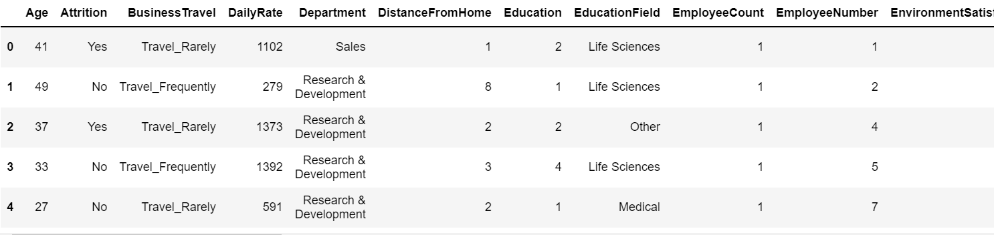 Age Attrition BusinessTravel DailyRate Department DistanceFromHome Education EducationField EmployeeCount EmployeeNumber EnvironmentSatisf
0 41 Yes Travel_Rarely 1102 Sales 1 2 Life Sciences 1 1
1 49 No Travel_Frequently 279 Research & Development 8 1 Life Sciences 1 2
2 37 Yes Travel_Rarely 1373 Research & Development 2 2 Other 1 4
3 33 No Travel_Frequently 1392 Research & Development 3 4 Life Sciences 1 5
4 27 No Travel_Rarely 591 Research & Development 2 1 Medical 1 7